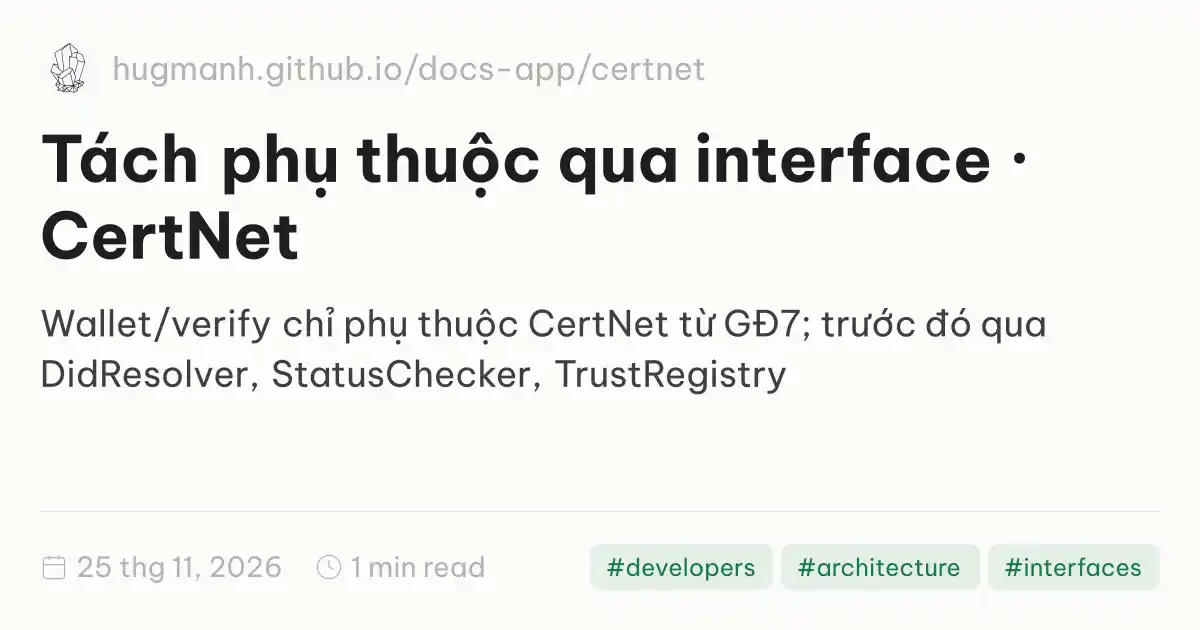 hugmanh.github.io/docs-app/certnet
Tách phụ thuộc qua interface ·
CertNet
Wallet/verify chỉ phụ thuộc CertNet từ GĐ7; trước đó qua
DidResolver, StatusChecker, TrustRegistry
25 thg 11, 2026
1 min read
#developers
#architecture
#interfaces